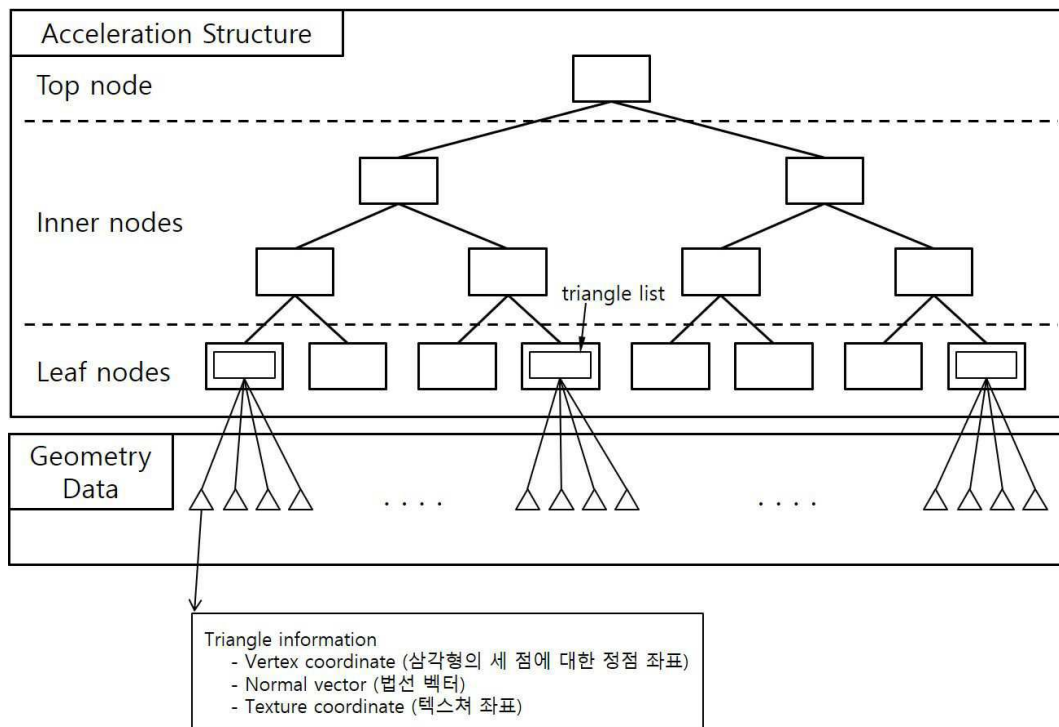 Acceleration Structure
Top node
Inner nodes
triangle list
Leaf nodes
Geometry
Data
. . . .
. . . .
Triangle information
- Vertex coordinate (삼각형의 세 점에 대한 정점 좌표)
- Normal vector (법선 벡터)
- Texture coordinate (텍스쳐 좌표)